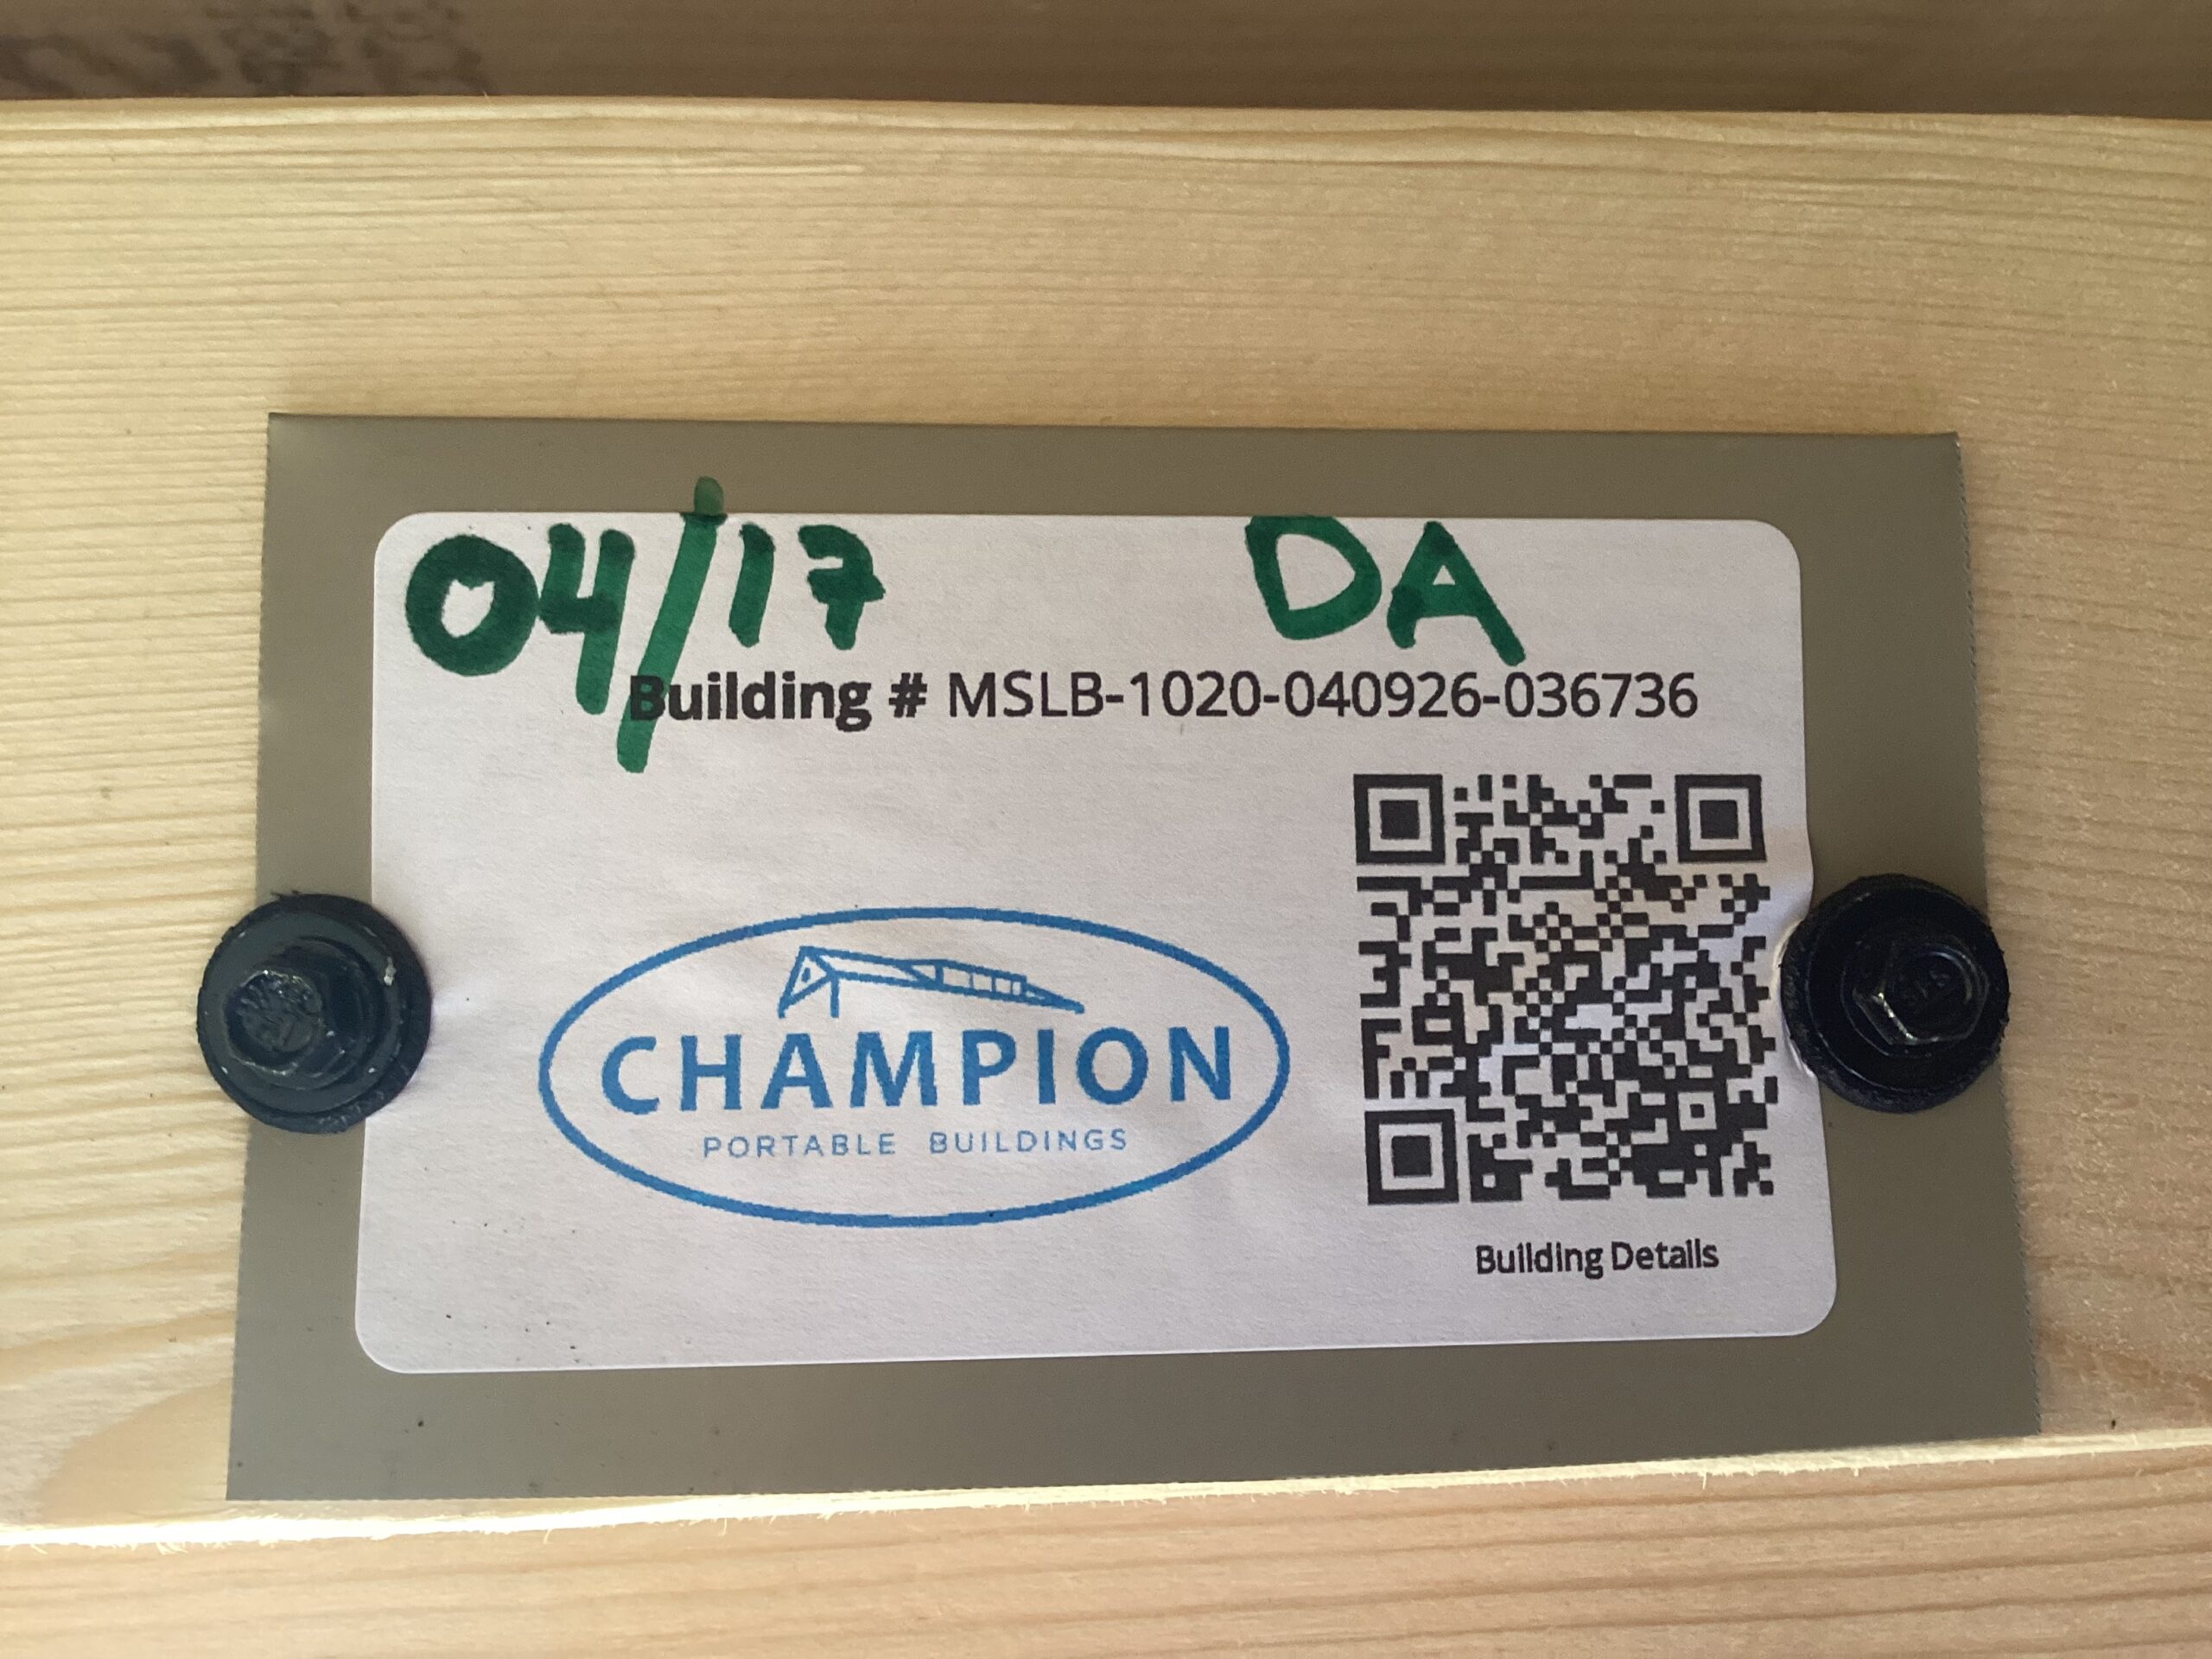 04/17 DA
Building # MSLB-1020-040926-036736
CHAMPION
PORTABLE BUILDINGS
Building Details